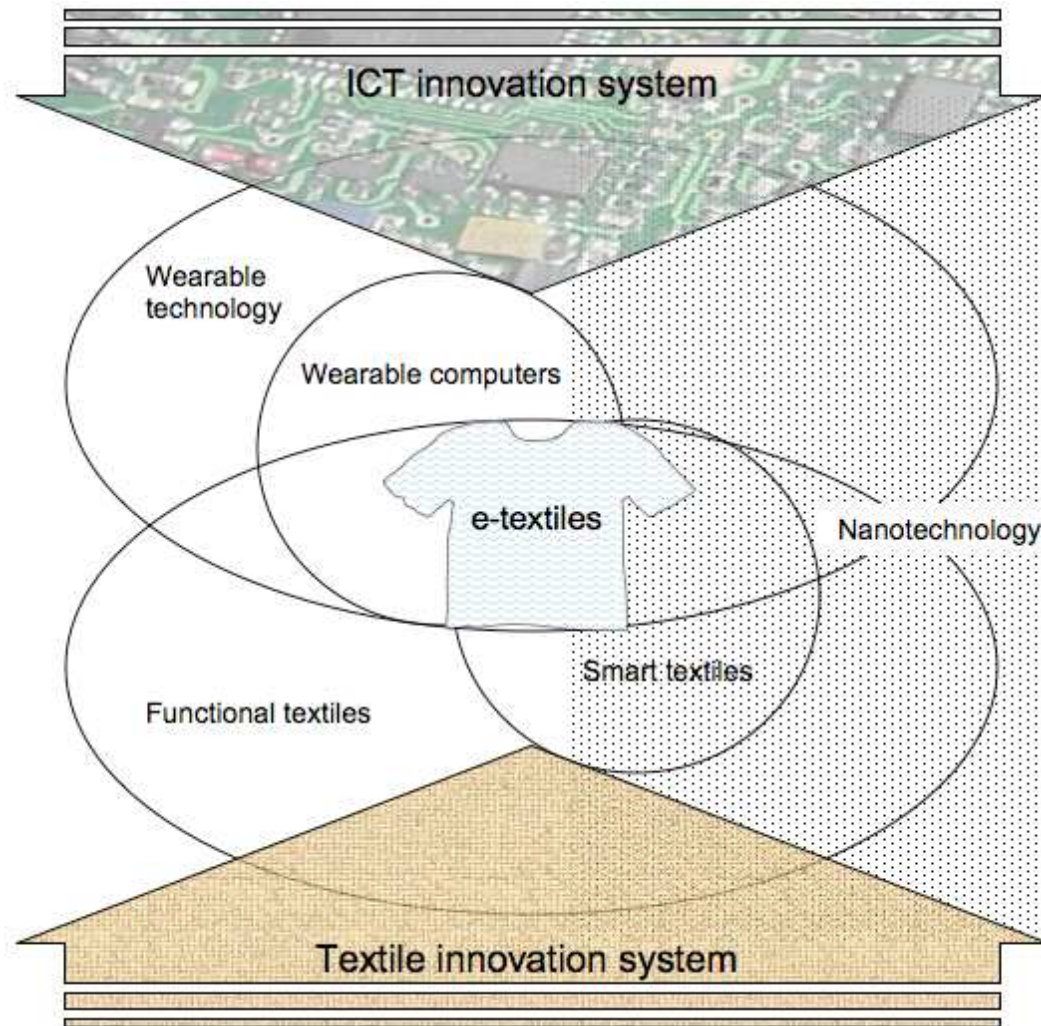 ICT innovation system
Wearable
technology
Wearable computers
e-textiles
Nanotechnology
Smart textiles
Functional textiles
Textile innovation system